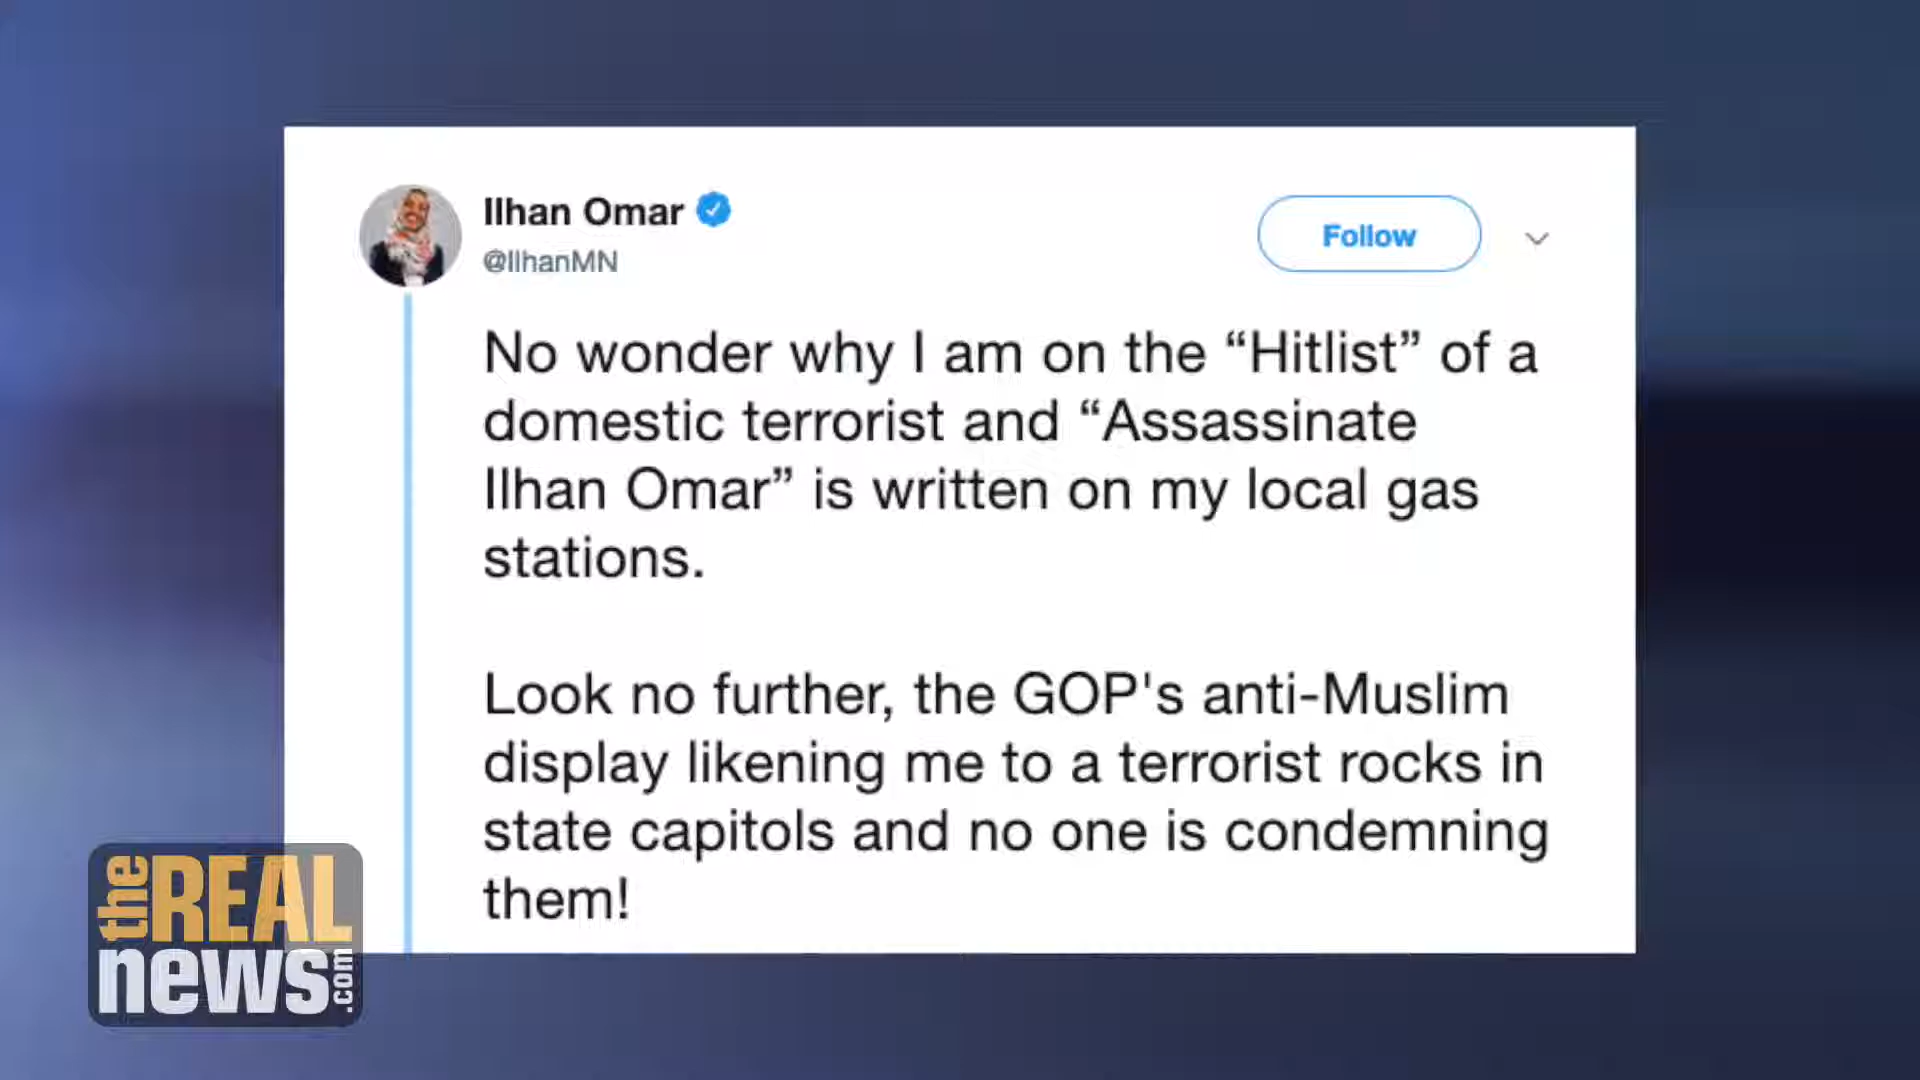 Ilhan Omar
@IlhanMN
Follow
No wonder why I am on the “Hitlist” of a
domestic terrorist and “Assassinate
Ilhan Omar” is written on my local gas
stations.
Look no further, the GOP's anti-Muslim
display likening me to a terrorist rocks in
state capitols and no one is condemning
them!
the REAL
news.com